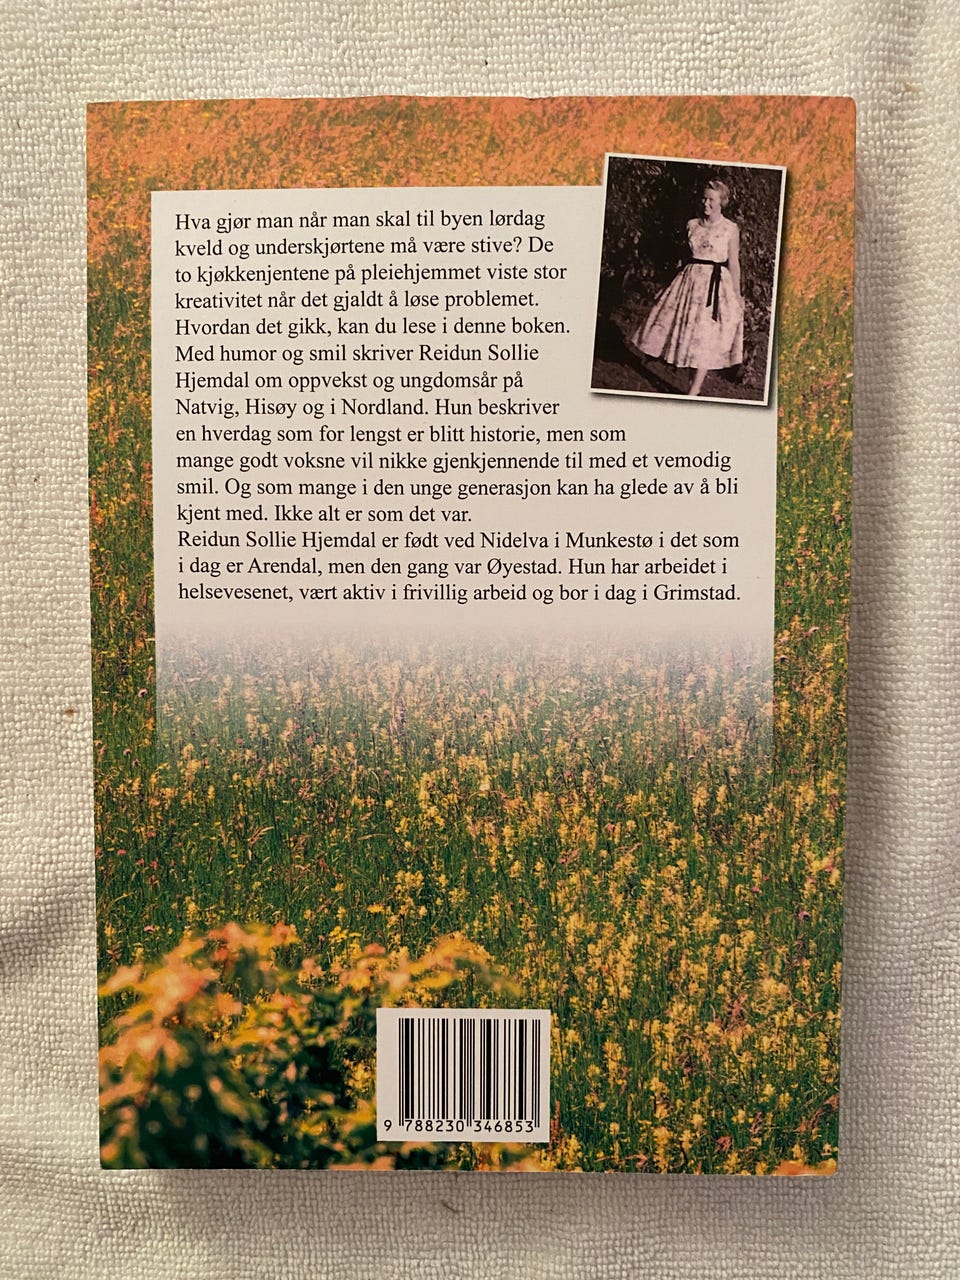 Hva gjør man når man skal til byen lørdag
kveld og underskjørtene må være stive? De
to kjøkkenjentene på pleiehjemmet viste stor
kreativitet når det gjaldt å løse problemet.
Hvordan det gikk, kan du lese i denne boken.
Med humor og smil skriver Reidun Sollie
Hjemdal om oppvekst og ungdomsår på
Natvig, Hisøy og i Nordland. Hun beskriver
en hverdag som for lengst er blitt historie, men som
mange godt voksne vil nikke gjenkjennende til med et vemodig
smil. Og som mange i den unge generasjon kan ha glede av å bli
kjent med. Ikke alt er som det var.
Reidun Sollie Hjemdal er født ved Nidelva i Munkestø i det som
i dag er Arendal, men den gang var Øyestad. Hun har arbeidet i
helsevesenet, vært aktiv i frivillig arbeid og bor i dag i Grimstad.
9 788230 346853